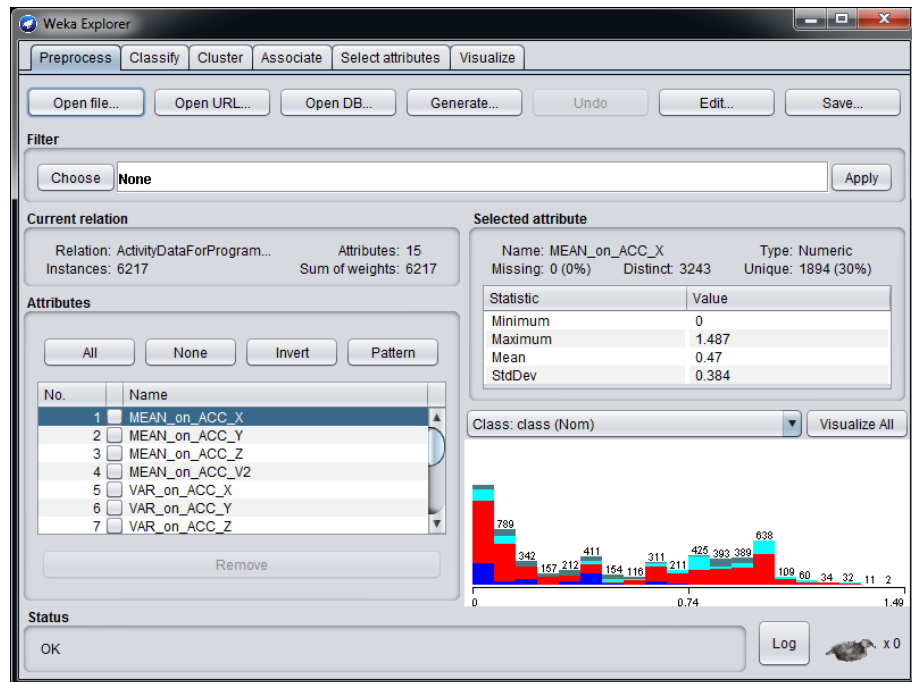 Weka Explorer
Preprocess Classify Cluster Associate Select attributes Visualize
Open file... Open URL... Open DB... Generate... Undo Edit... Save...
Filter
Choose None Apply
Current relation
Relation: ActivityDataForProgram... Attributes: 15
Instances: 6217 Sum of weights: 6217
Attributes
All None Invert Pattern
No. Name
1 MEAN_on_ACC_X
2 MEAN_on_ACC_Y
3 MEAN_on_ACC_Z
4 MEAN_on_ACC_V2
5 VAR_on_ACC_X
6 VAR_on_ACC_Y
7 VAR_on_ACC_Z
Remove
Selected attribute
Name: MEAN_on_ACC_X Type: Numeric
Missing: 0 (0%) Distinct: 3243 Unique: 1894 (30%)
Statistic Value
Minimum 0
Maximum 1.487
Mean 0.47
StdDev 0.384
Class: class (Nom) Visualize All
789 342 157 212 411 154 116 311 211 425 393 389 638 109 60 34 32 11 2
0 0.74 1.49
Status
OK Log x 0